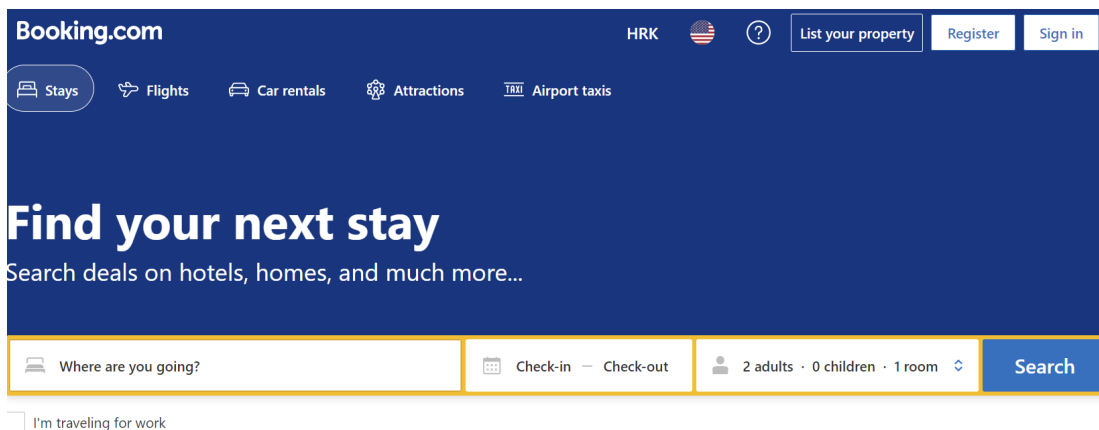 Booking.com HRK ? List your property Register Sign in
Stays Flights Car rentals Attractions TAXI Airport taxis
Find your next stay
Search deals on hotels, homes, and much more...
Where are you going? Check-in — Check-out 2 adults · 0 children · 1 room Search
I'm traveling for work